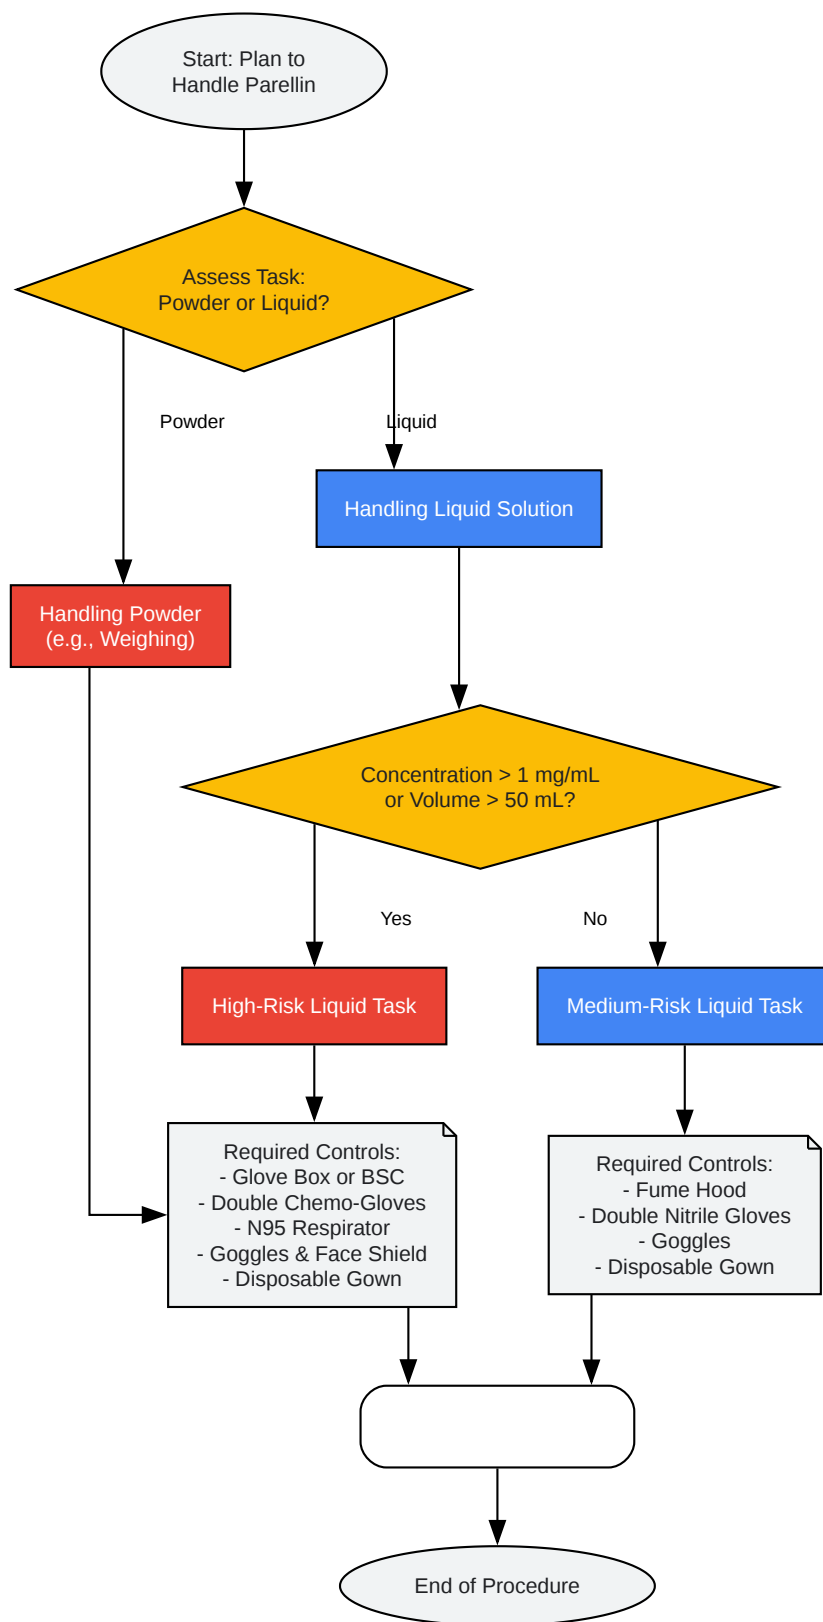 Start: Plan to
Handle Parellin
Assess Task:
Powder or Liquid?
Powder
Liquid
Handling Liquid Solution
Handling Powder
(e.g., Weighing)
Concentration > 1 mg/mL
or Volume > 50 mL?
Yes
No
High-Risk Liquid Task
Medium-Risk Liquid Task
Required Controls:
- Glove Box or BSC
- Double Chemo-Gloves
- N95 Respirator
- Goggles & Face Shield
- Disposable Gown
Required Controls:
- Fume Hood
- Double Nitrile Gloves
- Goggles
- Disposable Gown
End of Procedure